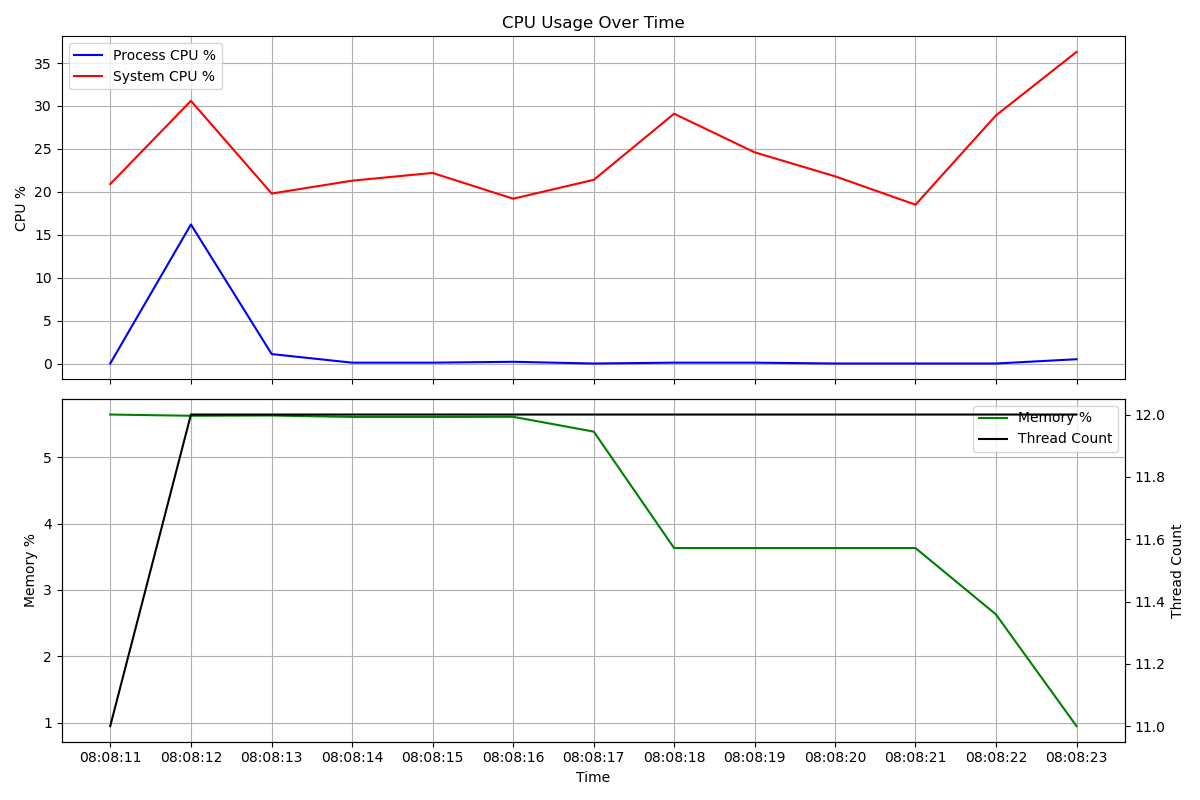 CPU Usage Over Time
Process CPU %
System CPU %
CPU %
35
30
25
20
15
10
5
0
Memory %
Thread Count
Memory %
5
4
3
2
1
12.0
11.8
11.6
11.4
11.2
11.0
Thread Count
08:08:11 08:08:12 08:08:13 08:08:14 08:08:15 08:08:16 08:08:17 08:08:18 08:08:19 08:08:20 08:08:21 08:08:22 08:08:23
Time